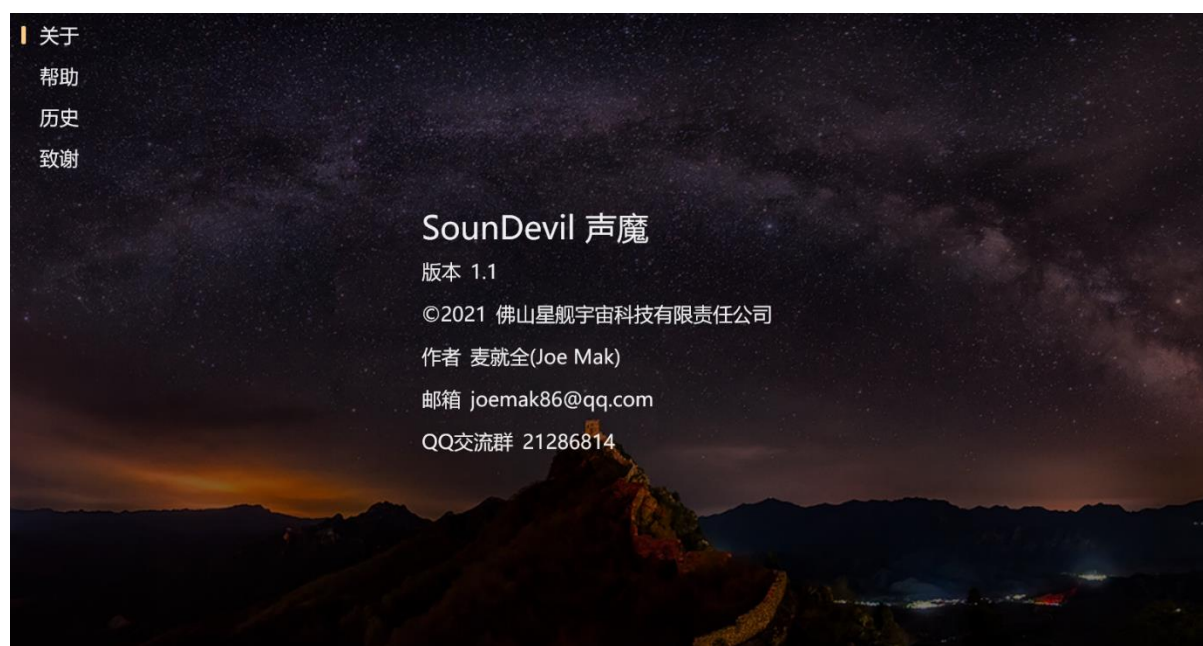 关于
帮助
历史
致谢
SounDevil 声魔
版本 1.1
©2021 佛山星舰宇宙科技有限责任公司
作者 麦就全(Joe Mak)
邮箱 joemak86@qq.com
QQ交流群 21286814